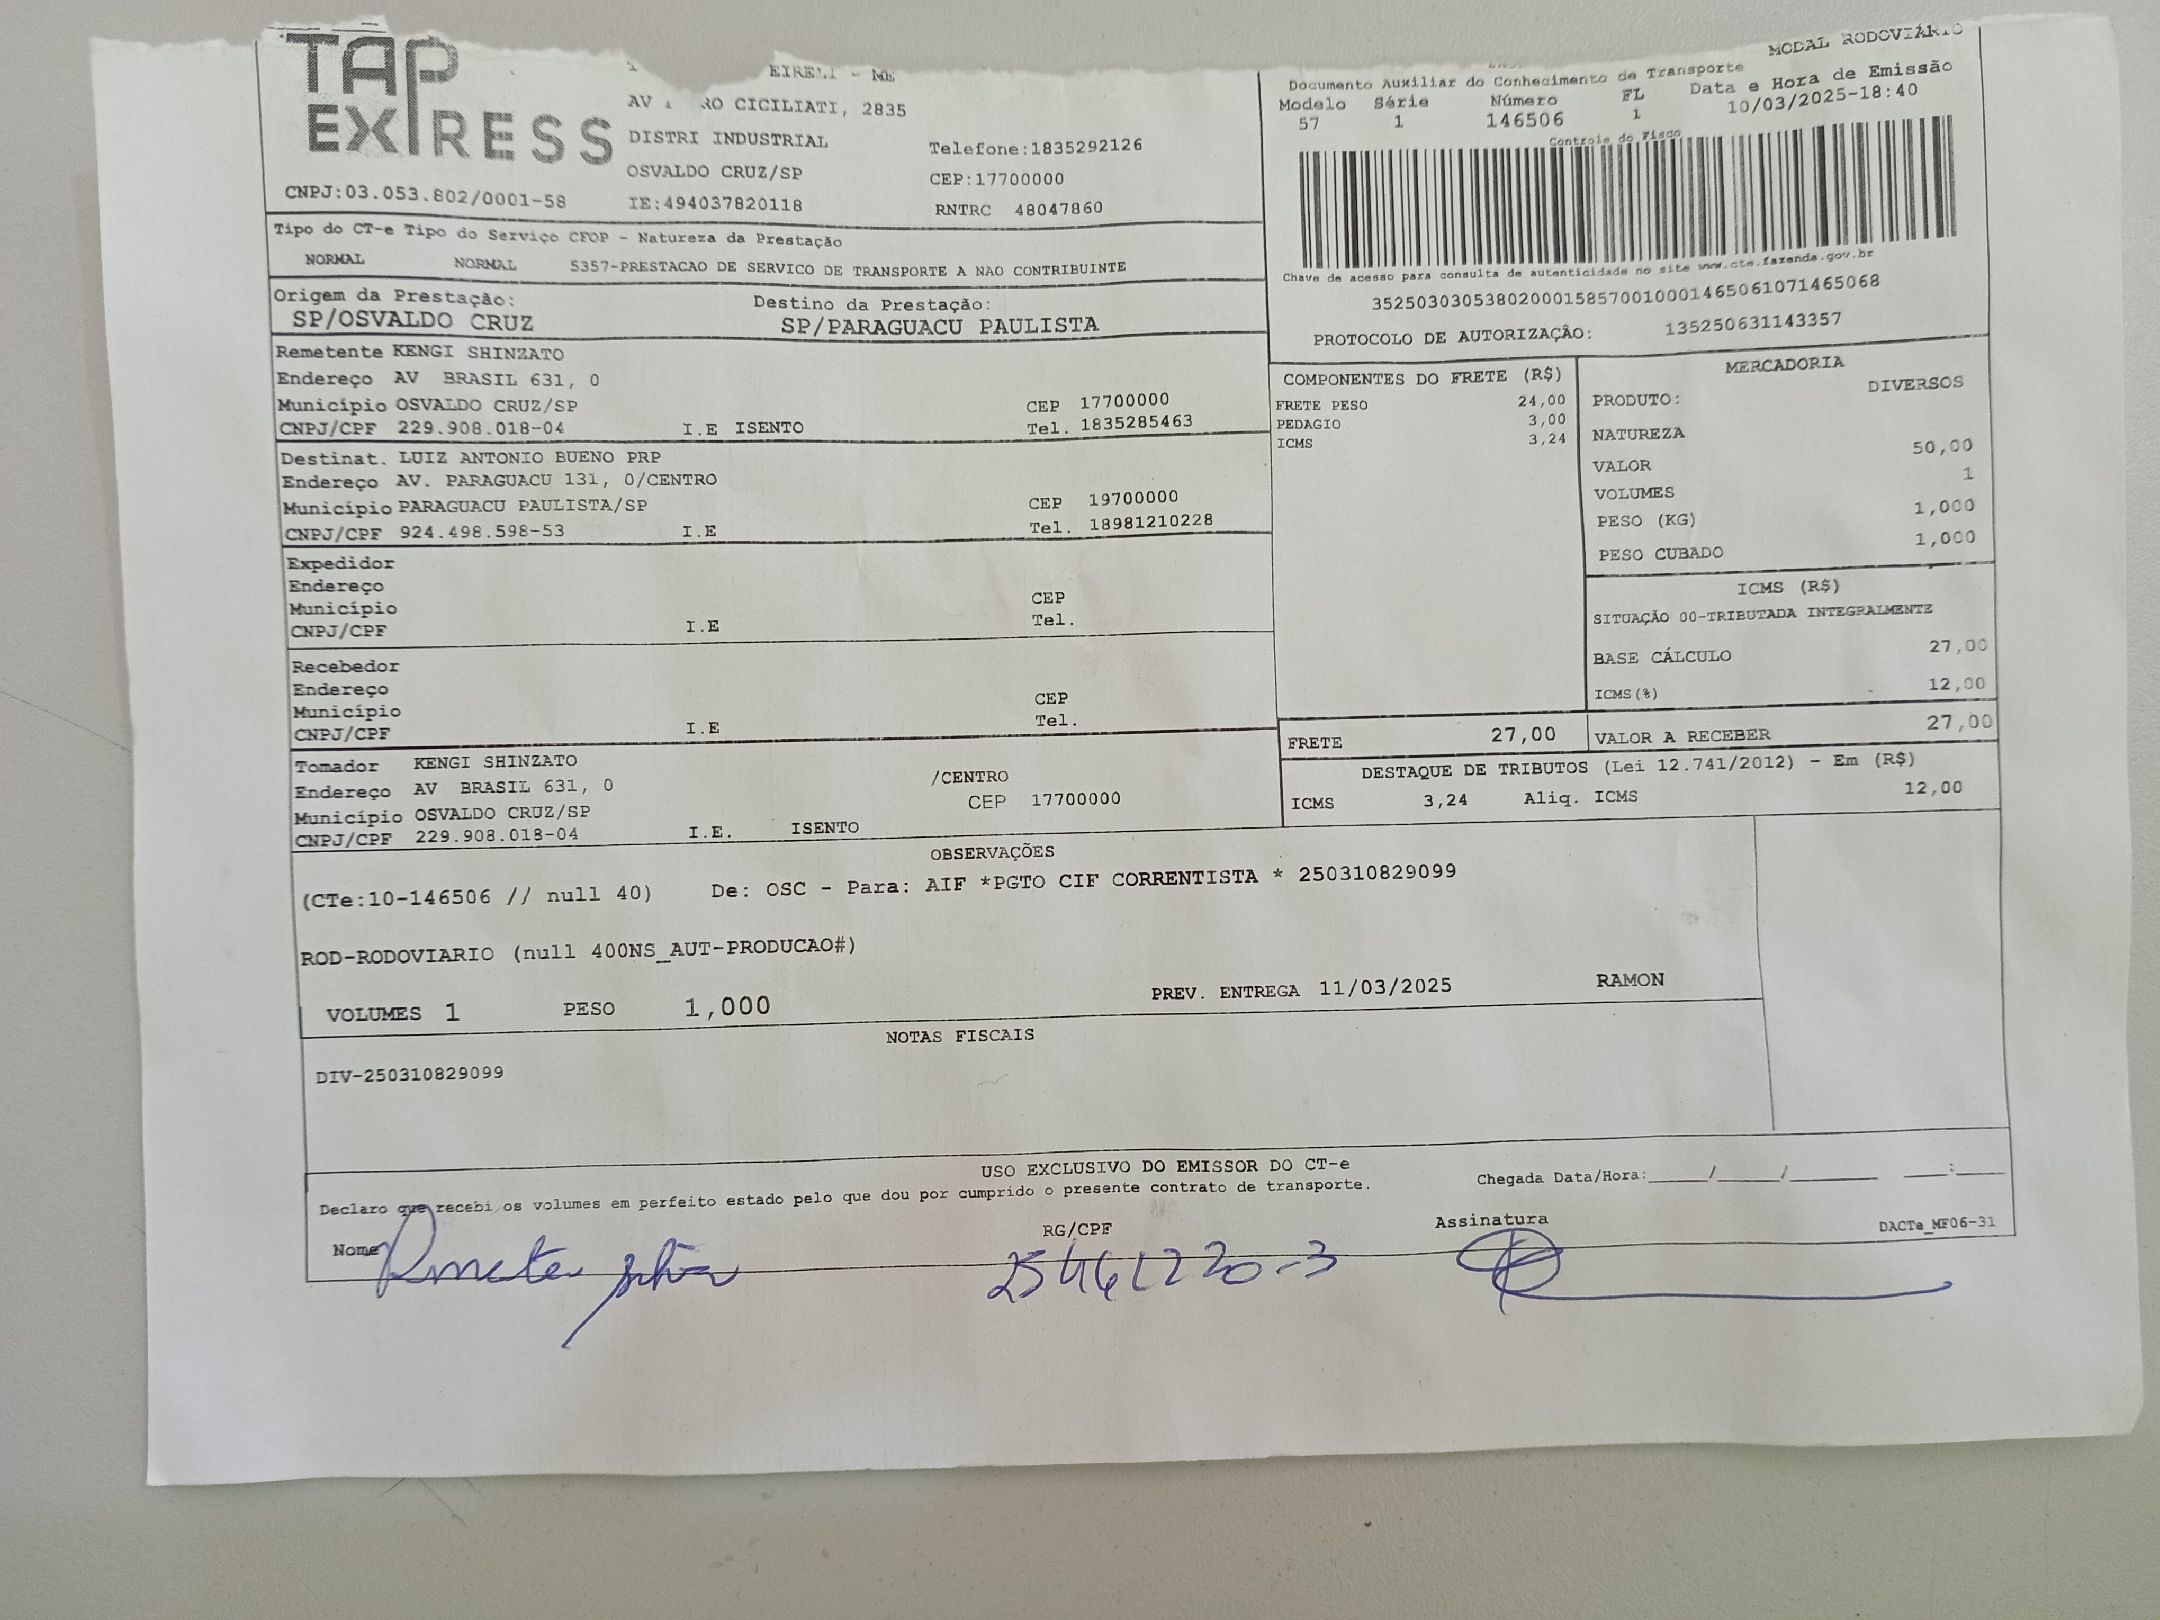 TAP EXPRESS
EIRELI - ME
AV RO CICILIATI, 2835
DISTRI INDUSTRIAL
Telefone:1835292126
OSVALDO CRUZ/SP
CEP:17700000
CNPJ:03.053.802/0001-58
IE:494037820118
RNTRC 48047860
MODAL RODOVIÁRIO
Documento Auxiliar do Conhecimento de Transporte
Modelo Série Número FL Data e Hora de Emissão
57 1 146506 1 10/03/2025-18:40
Controle do Fisco
Chave de acesso para consulta de autenticidade no site www.cte.fazenda.gov.br
35250303053802000158570010001465061071465068
PROTOCOLO DE AUTORIZAÇÃO: 135250631143357
Tipo do CT-e Tipo do Serviço CFOP - Natureza da Prestação
NORMAL NORMAL 5357-PRESTACAO DE SERVICO DE TRANSPORTE A NAO CONTRIBUINTE
Origem da Prestação: Destino da Prestação:
SP/OSVALDO CRUZ SP/PARAGUACU PAULISTA
Remetente KENGI SHINZATO
Endereço AV BRASIL 631, 0
Município OSVALDO CRUZ/SP CEP 17700000
CNPJ/CPF 229.908.018-04 I.E ISENTO Tel. 1835285463
Destinat. LUIZ ANTONIO BUENO PRP
Endereço AV. PARAGUACU 131, 0/CENTRO
Município PARAGUACU PAULISTA/SP CEP 19700000
CNPJ/CPF 924.498.598-53 I.E Tel. 18981210228
Expedidor
Endereço
Município CEP
CNPJ/CPF I.E Tel.
Recebedor
Endereço
Município CEP
CNPJ/CPF I.E Tel.
Tomador KENGI SHINZATO
Endereço AV BRASIL 631, 0 /CENTRO
Município OSVALDO CRUZ/SP CEP 17700000
CNPJ/CPF 229.908.018-04 I.E. ISENTO
COMPONENTES DO FRETE (R$)
FRETE PESO 24,00
PEDAGIO 3,00
ICMS 3,24
MERCADORIA
PRODUTO: DIVERSOS
NATUREZA
VALOR 50,00
VOLUMES 1
PESO (KG) 1,000
PESO CUBADO 1,000
ICMS (R$)
SITUAÇÃO 00-TRIBUTADA INTEGRALMENTE
BASE CÁLCULO 27,00
ICMS(%) 12,00
FRETE 27,00 VALOR A RECEBER 27,00
DESTAQUE DE TRIBUTOS (Lei 12.741/2012) - Em (R$)
ICMS 3,24 Aliq. ICMS 12,00
OBSERVAÇÕES
(CTe:10-146506 // null 40) De: OSC - Para: AIF *PGTO CIF CORRENTISTA * 250310829099
ROD-RODOVIARIO (null 400NS_AUT-PRODUCAO#)
VOLUMES 1 PESO 1,000 PREV. ENTREGA 11/03/2025 RAMON
NOTAS FISCAIS
DIV-250310829099
USO EXCLUSIVO DO EMISSOR DO CT-e
Declaro que recebi os volumes em perfeito estado pelo que dou por cumprido o presente contrato de transporte.
Chegada Data/Hora:____/____/______ ___:___
Nome RG/CPF Assinatura DACTe_MF06-31